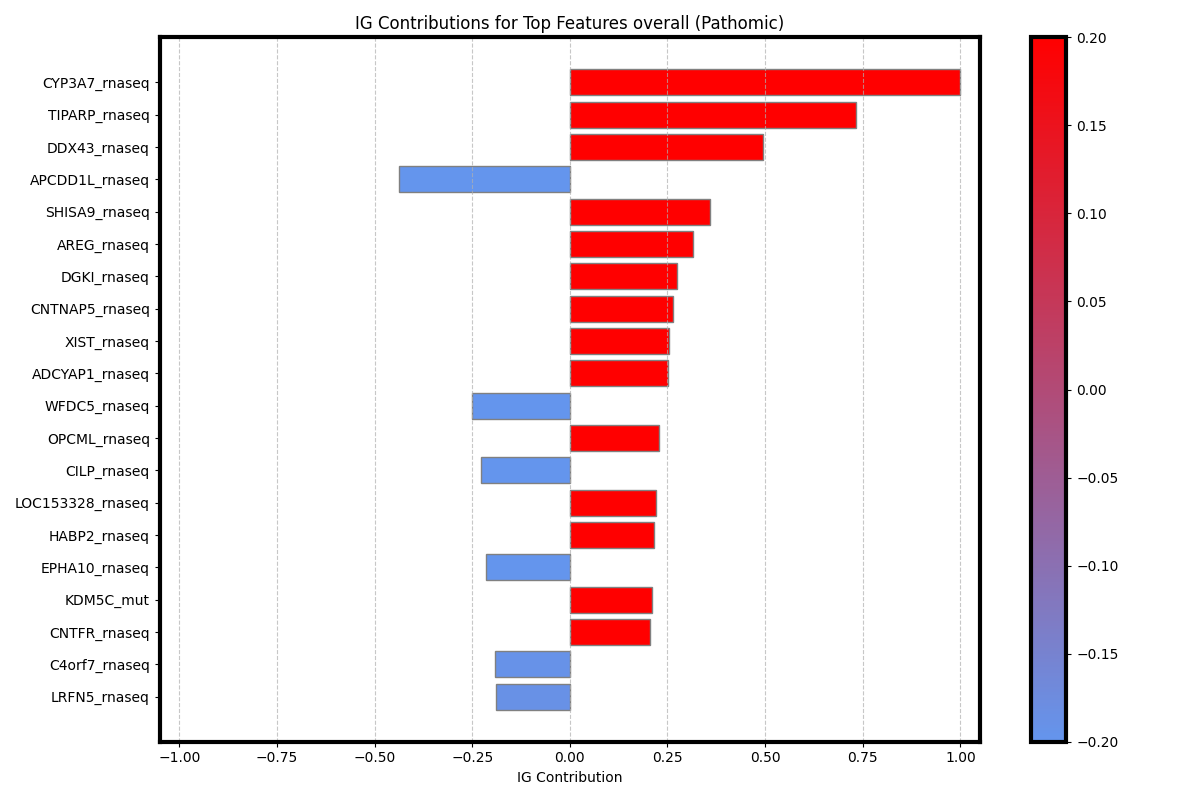 IG Contributions for Top Features overall (Pathomic)
CYP3A7_rnaseq
TIPARP_rnaseq
DDX43_rnaseq
APCDD1L_rnaseq
SHISA9_rnaseq
AREG_rnaseq
DGKI_rnaseq
CNTNAP5_rnaseq
XIST_rnaseq
ADCYAP1_rnaseq
WFDC5_rnaseq
OPCML_rnaseq
CILP_rnaseq
LOC153328_rnaseq
HABP2_rnaseq
EPHA10_rnaseq
KDM5C_mut
CNTFR_rnaseq
C4orf7_rnaseq
LRFN5_rnaseq
−1.00 −0.75 −0.50 −0.25 0.00 0.25 0.50 0.75 1.00
IG Contribution
0.20
0.15
0.10
0.05
0.00
−0.05
−0.10
−0.15
−0.20